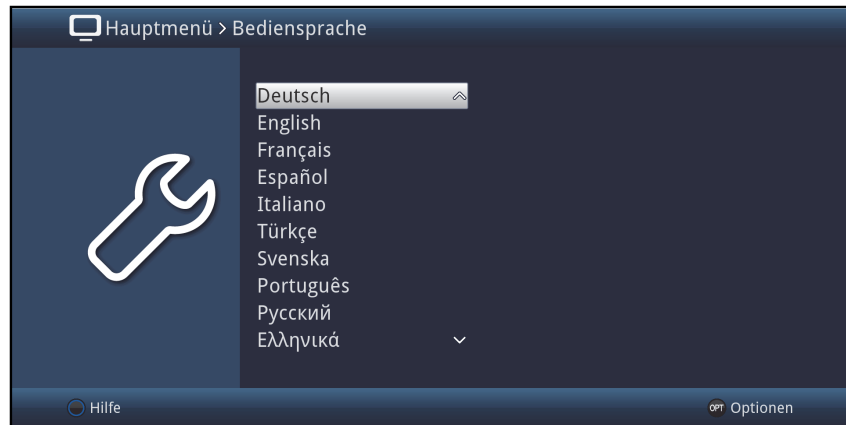 Hauptmenü > Bediensprache
Deutsch
English
Français
Español
Italiano
Türkçe
Svenska
Português
Русский
Ελληνικά
Hilfe
OPT Optionen